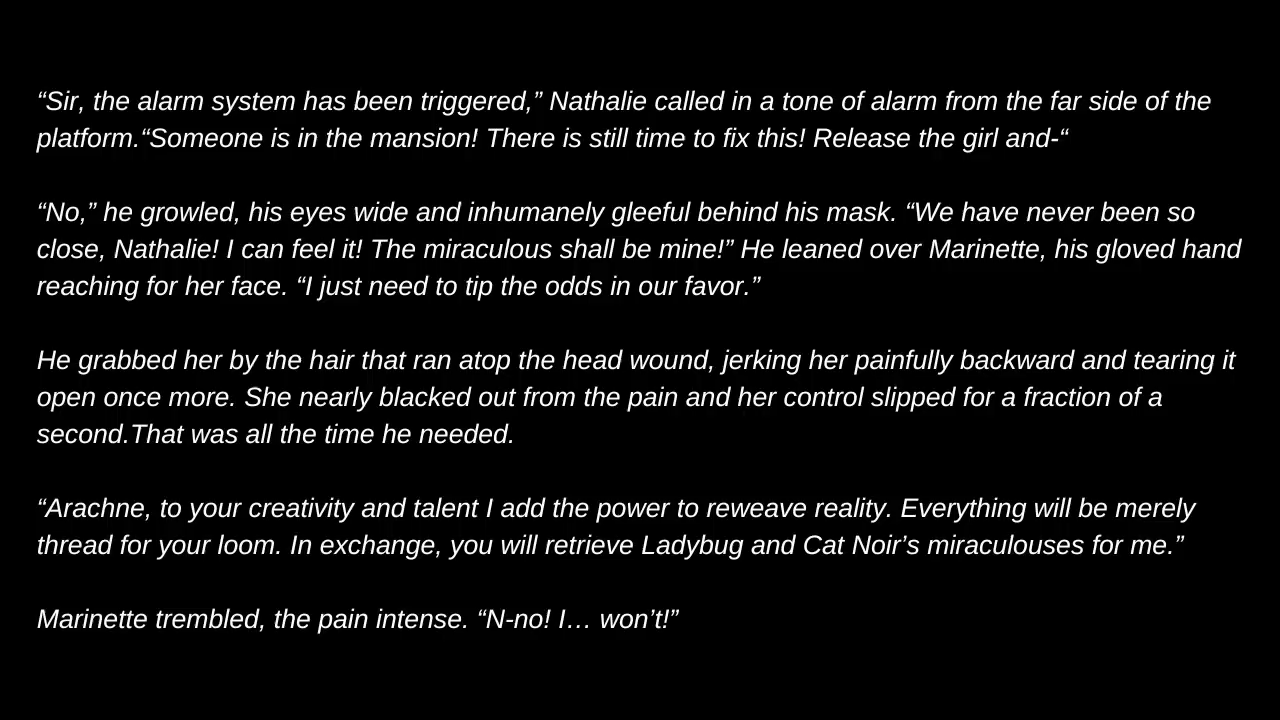 “Sir, the alarm system has been triggered,” Nathalie called in a tone of alarm from the far side of the
platform.“Someone is in the mansion! There is still time to fix this! Release the girl and-“
“No,” he growled, his eyes wide and inhumanely gleeful behind his mask. “We have never been so
close, Nathalie! I can feel it! The miraculous shall be mine!” He leaned over Marinette, his gloved hand
reaching for her face. “I just need to tip the odds in our favor.”
He grabbed her by the hair that ran atop the head wound, jerking her painfully backward and tearing it
open once more. She nearly blacked out from the pain and her control slipped for a fraction of a
second.That was all the time he needed.
“Arachne, to your creativity and talent I add the power to reweave reality. Everything will be merely
thread for your loom. In exchange, you will retrieve Ladybug and Cat Noir’s miraculouses for me.”
Marinette trembled, the pain intense. “N-no! I… won’t!”